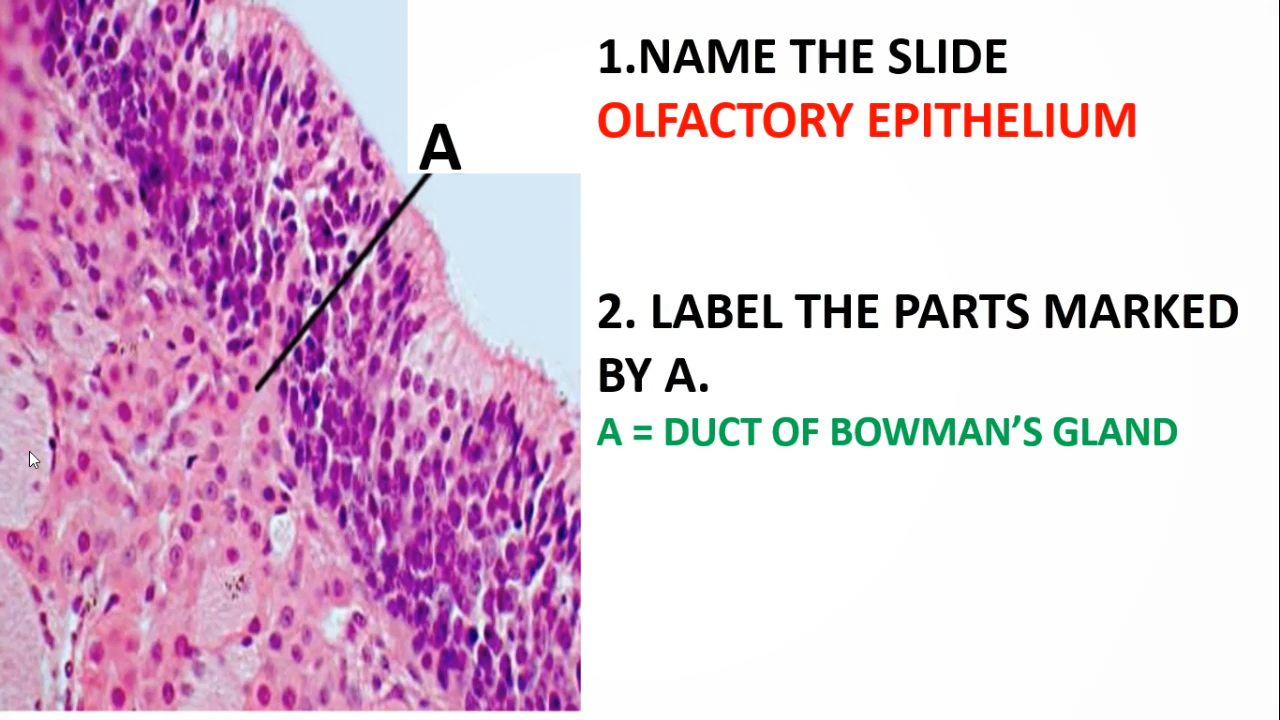 A
1.NAME THE SLIDE
OLFACTORY EPITHELIUM
2. LABEL THE PARTS MARKED
BY A.
A = DUCT OF BOWMAN’S GLAND